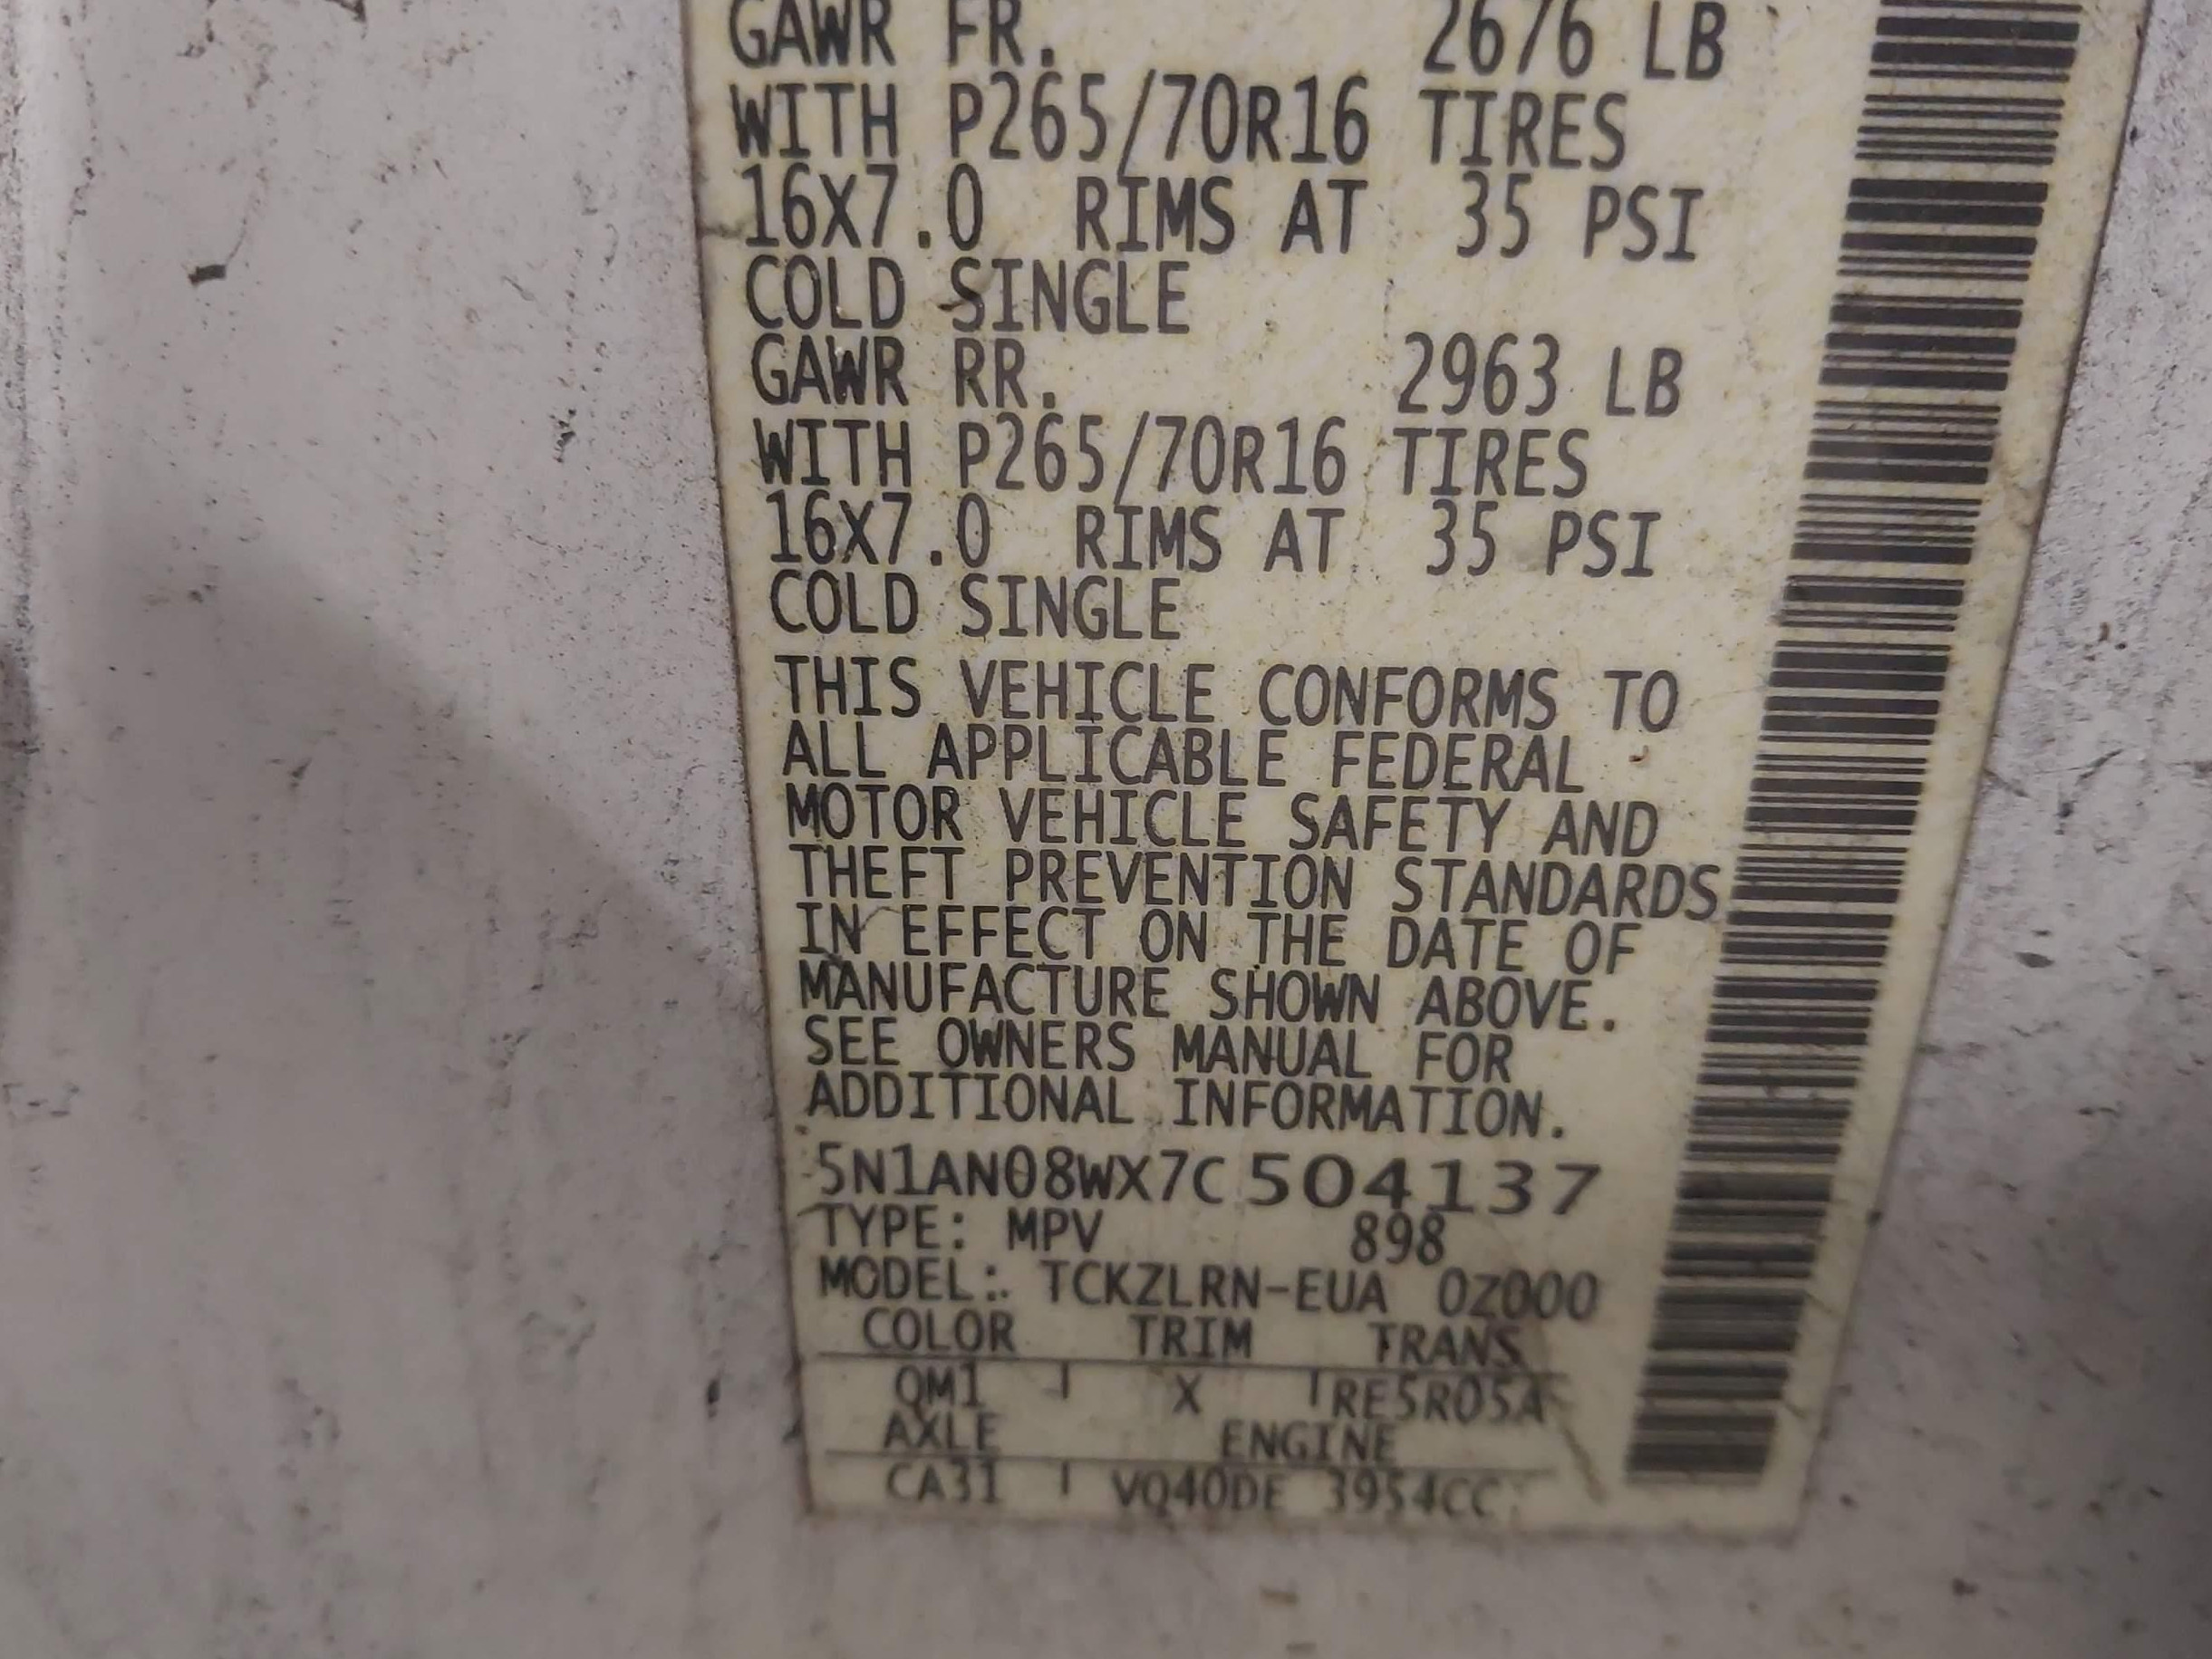 GAWR FR. 2676 LB
WITH P265/70R16 TIRES
16X7.0 RIMS AT 35 PSI
COLD SINGLE
GAWR RR. 2963 LB
WITH P265/70R16 TIRES
16X7.0 RIMS AT 35 PSI
COLD SINGLE
THIS VEHICLE CONFORMS TO
ALL APPLICABLE FEDERAL
MOTOR VEHICLE SAFETY AND
THEFT PREVENTION STANDARDS
IN EFFECT ON THE DATE OF
MANUFACTURE SHOWN ABOVE.
SEE OWNERS MANUAL FOR
ADDITIONAL INFORMATION.
5N1AN08WX7C504137
TYPE: MPV 898
MODEL: TCKZLRN-EUA 0Z000
COLOR TRIM TRANS
QM1 X RE5R05A
AXLE ENGINE
CA31 VQ40DE 3954CC